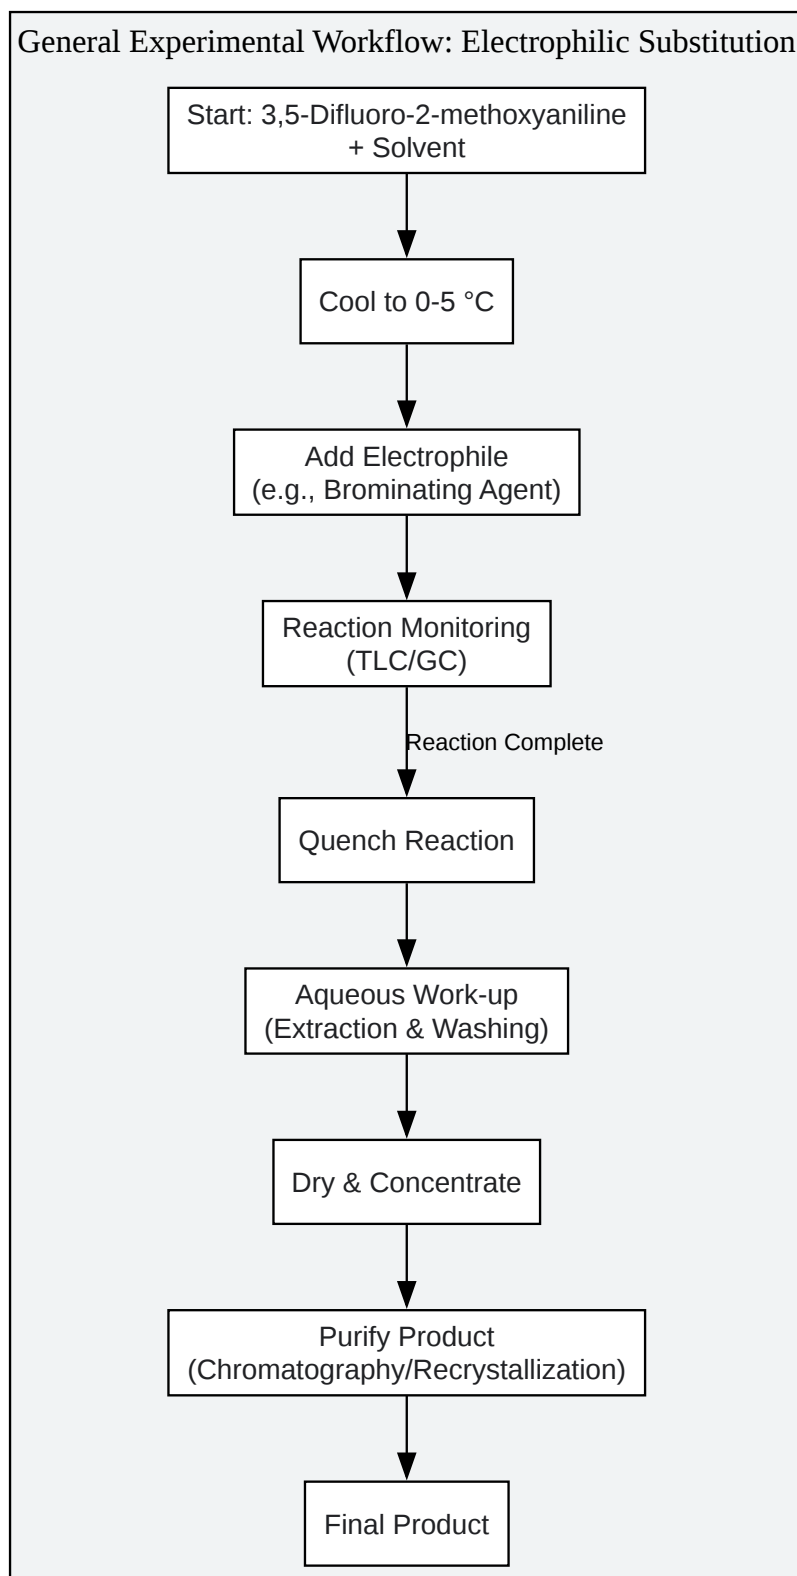 General Experimental Workflow: Electrophilic Substitution
Start: 3,5-Difluoro-2-methoxyaniline
+ Solvent
Cool to 0-5 °C
Add Electrophile
(e.g., Brominating Agent)
Reaction Monitoring
(TLC/GC)
Reaction Complete
Quench Reaction
Aqueous Work-up
(Extraction & Washing)
Dry & Concentrate
Purify Product
(Chromatography/Recrystallization)
Final Product